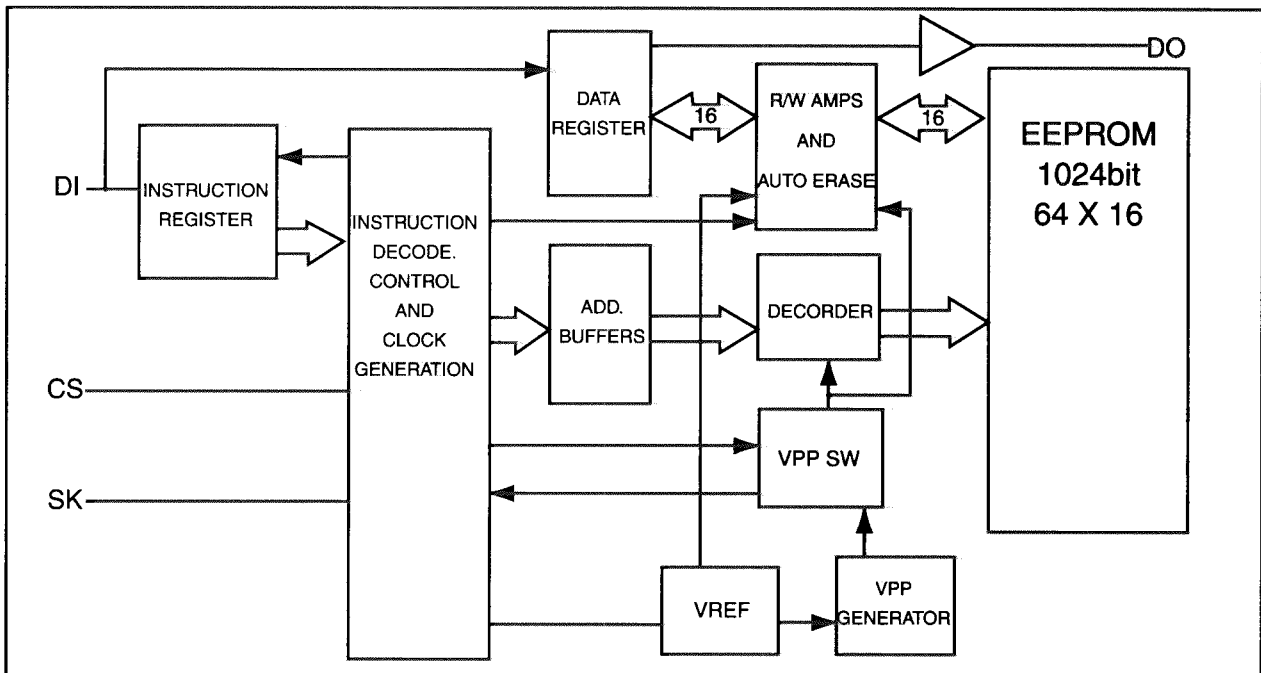 DO
DATA
REGISTER
16
R/W AMPS
AND
AUTO ERASE
16
EEPROM
1024bit
64 X 16
DI
INSTRUCTION
REGISTER
INSTRUCTION
DECODE.
CONTROL
AND
CLOCK
GENERATION
ADD.
BUFFERS
DECORDER
CS
SK
VPP SW
VREF
VPP
GENERATOR